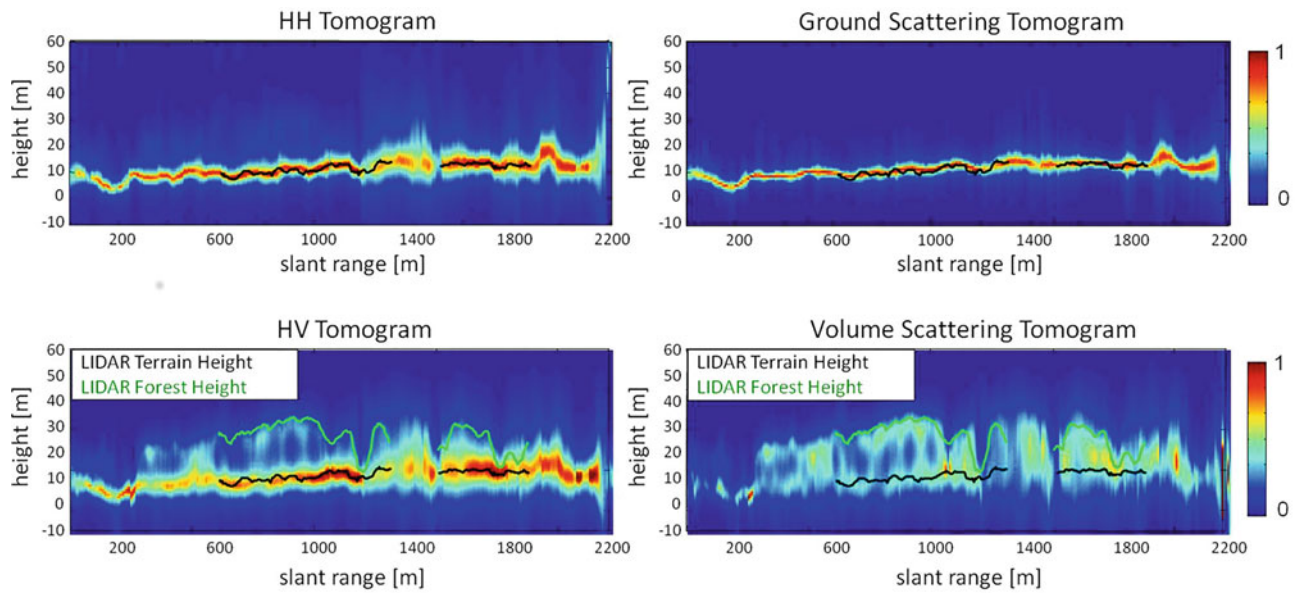 HH Tomogram
60
50
40
30
20
10
0
-10
height [m]
200 600 1000 1400 1800 2200
slant range [m]
Ground Scattering Tomogram
60
50
40
30
20
10
0
-10
height [m]
200 600 1000 1400 1800 2200
slant range [m]
1
0
HV Tomogram
LIDAR Terrain Height
LIDAR Forest Height
60
50
40
30
20
10
0
-10
height [m]
200 600 1000 1400 1800 2200
slant range [m]
Volume Scattering Tomogram
LIDAR Terrain Height
LIDAR Forest Height
60
50
40
30
20
10
0
-10
height [m]
200 600 1000 1400 1800 2200
slant range [m]
1
0